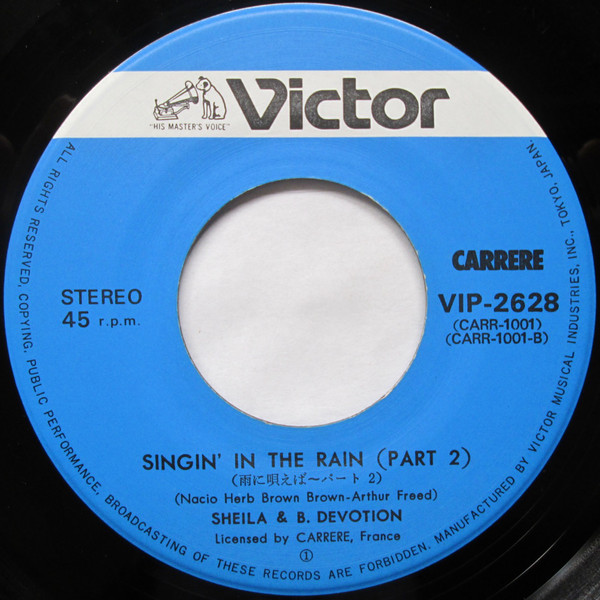 Victor
"HIS MASTER'S VOICE"
CARRERE
STEREO
45 r.p.m.
VIP-2628
(CARR-1001)
(CARR-1001-B)
SINGIN' IN THE RAIN (PART 2)
(雨に唄えば〜パート 2)
(Nacio Herb Brown Brown-Arthur Freed)
SHEILA & B. DEVOTION
Licensed by CARRERE, France
①
ALL RIGHTS RESERVED, COPYING, PUBLIC PERFORMANCE, BROADCASTING OF THESE RECORDS ARE FORBIDDEN. MANUFACTURED BY VICTOR MUSICAL INDUSTRIES, INC., TOKYO, JAPAN.